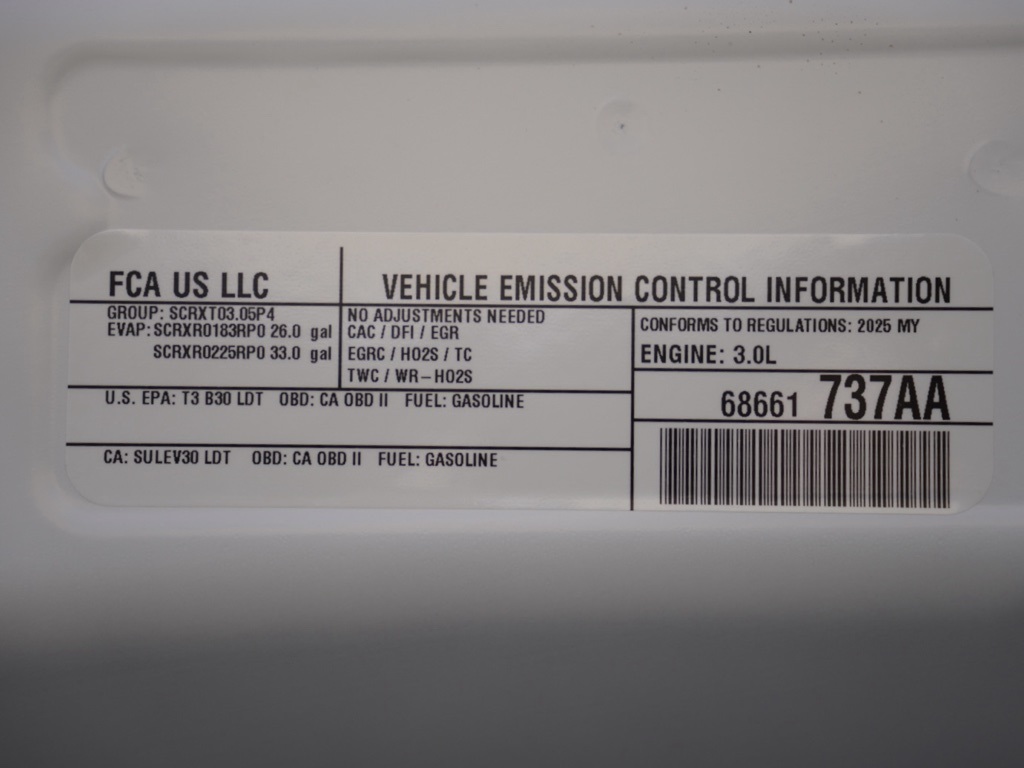 FCA US LLC
VEHICLE EMISSION CONTROL INFORMATION
GROUP: SCRXT03.05P4
EVAP: SCRXR0183RP0 26.0 gal
SCRXR0225RP0 33.0 gal
NO ADJUSTMENTS NEEDED
CAC / DFI / EGR
EGRC / HO2S / TC
TWC / WR-HO2S
CONFORMS TO REGULATIONS: 2025 MY
ENGINE: 3.0L
68661 737AA
U.S. EPA: T3 B30 LDT OBD: CA OBD II FUEL: GASOLINE
CA: SULEV30 LDT OBD: CA OBD II FUEL: GASOLINE